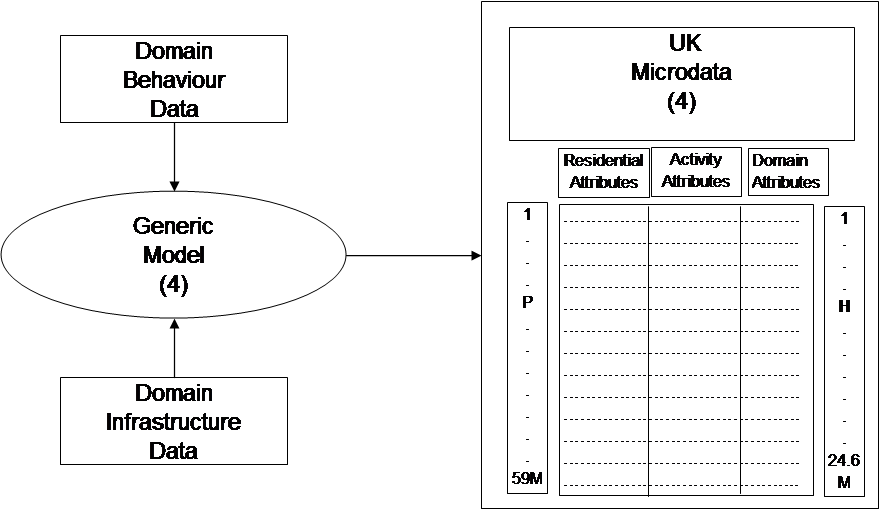 Domain
Behaviour
Data
Generic
Model
(4)
Domain
Infrastructure
Data
UK
Microdata
(4)
Residential
Attributes
Activity
Attributes
Domain
Attributes
1
.
.
.
P
.
.
.
.
.
.
.
59M
1
.
.
.
H
.
.
.
.
.
.
24.6
M